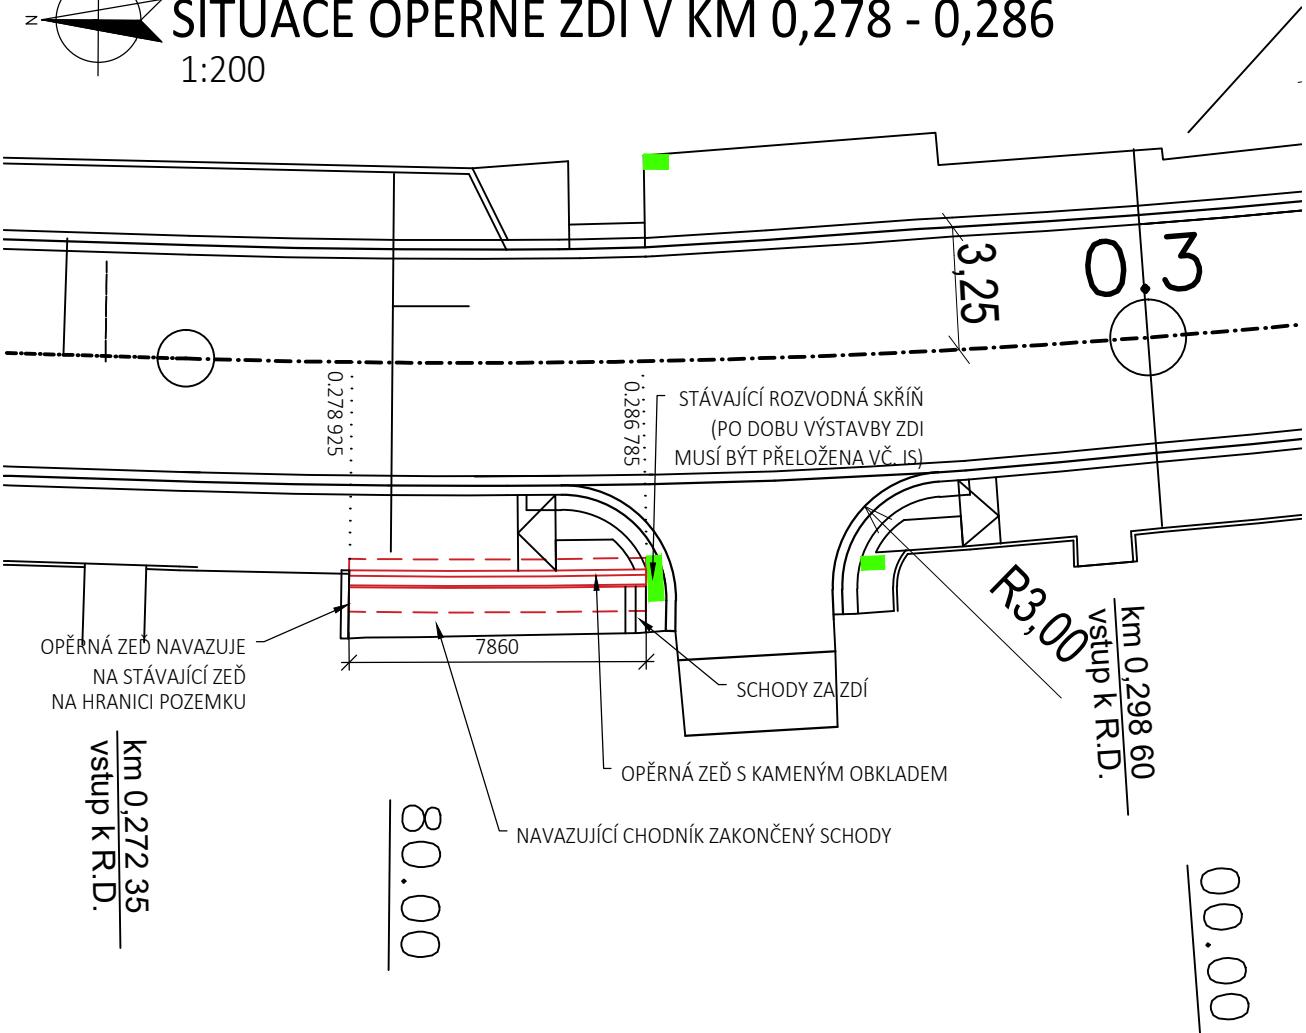 N
SITUACE OPĚRNÉ ZDI V KM 0,278 - 0,286
1:200
3,25
0.3
0.278 925
0.286 785
STÁVAJÍCÍ ROZVODNÁ SKŘÍŇ
(PO DOBU VÝSTAVBY ZDI
MUSÍ BÝT PŘELOŽENA VČ. IS)
R3,00
km 0,298 60
vstup k R.D.
OPĚRNÁ ZEĎ NAVAZUJE
NA STÁVAJÍCÍ ZEĎ
NA HRANICI POZEMKU
7860
SCHODY ZA ZDÍ
OPĚRNÁ ZEĎ S KAMENÝM OBKLADEM
NAVAZUJÍCÍ CHODNÍK ZAKONČENÝ SCHODY
km 0,272 35
vstup k R.D.
80.00
00.00